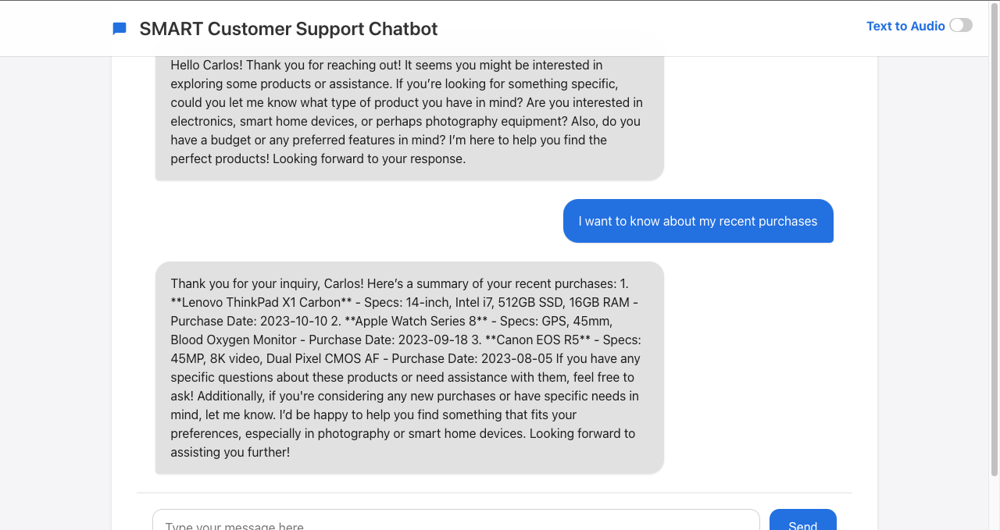 SMART Customer Support Chatbot
Text to Audio
Hello Carlos! Thank you for reaching out! It seems you might be interested in
exploring some products or assistance. If you’re looking for something specific,
could you let me know what type of product you have in mind? Are you interested in
electronics, smart home devices, or perhaps photography equipment? Also, do you
have a budget or any preferred features in mind? I’m here to help you find the
perfect products! Looking forward to your response.
I want to know about my recent purchases
Thank you for your inquiry, Carlos! Here’s a summary of your recent purchases: 1.
**Lenovo ThinkPad X1 Carbon** - Specs: 14-inch, Intel i7, 512GB SSD, 16GB RAM -
Purchase Date: 2023-10-10 2. **Apple Watch Series 8** - Specs: GPS, 45mm,
Blood Oxygen Monitor - Purchase Date: 2023-09-18 3. **Canon EOS R5** - Specs:
45MP, 8K video, Dual Pixel CMOS AF - Purchase Date: 2023-08-05 If you have any
specific questions about these products or need assistance with them, feel free to
ask! Additionally, if you're considering any new purchases or have specific needs in
mind, let me know. I’d be happy to help you find something that fits your
preferences, especially in photography or smart home devices. Looking forward to
assisting you further!
Type your message here
Send